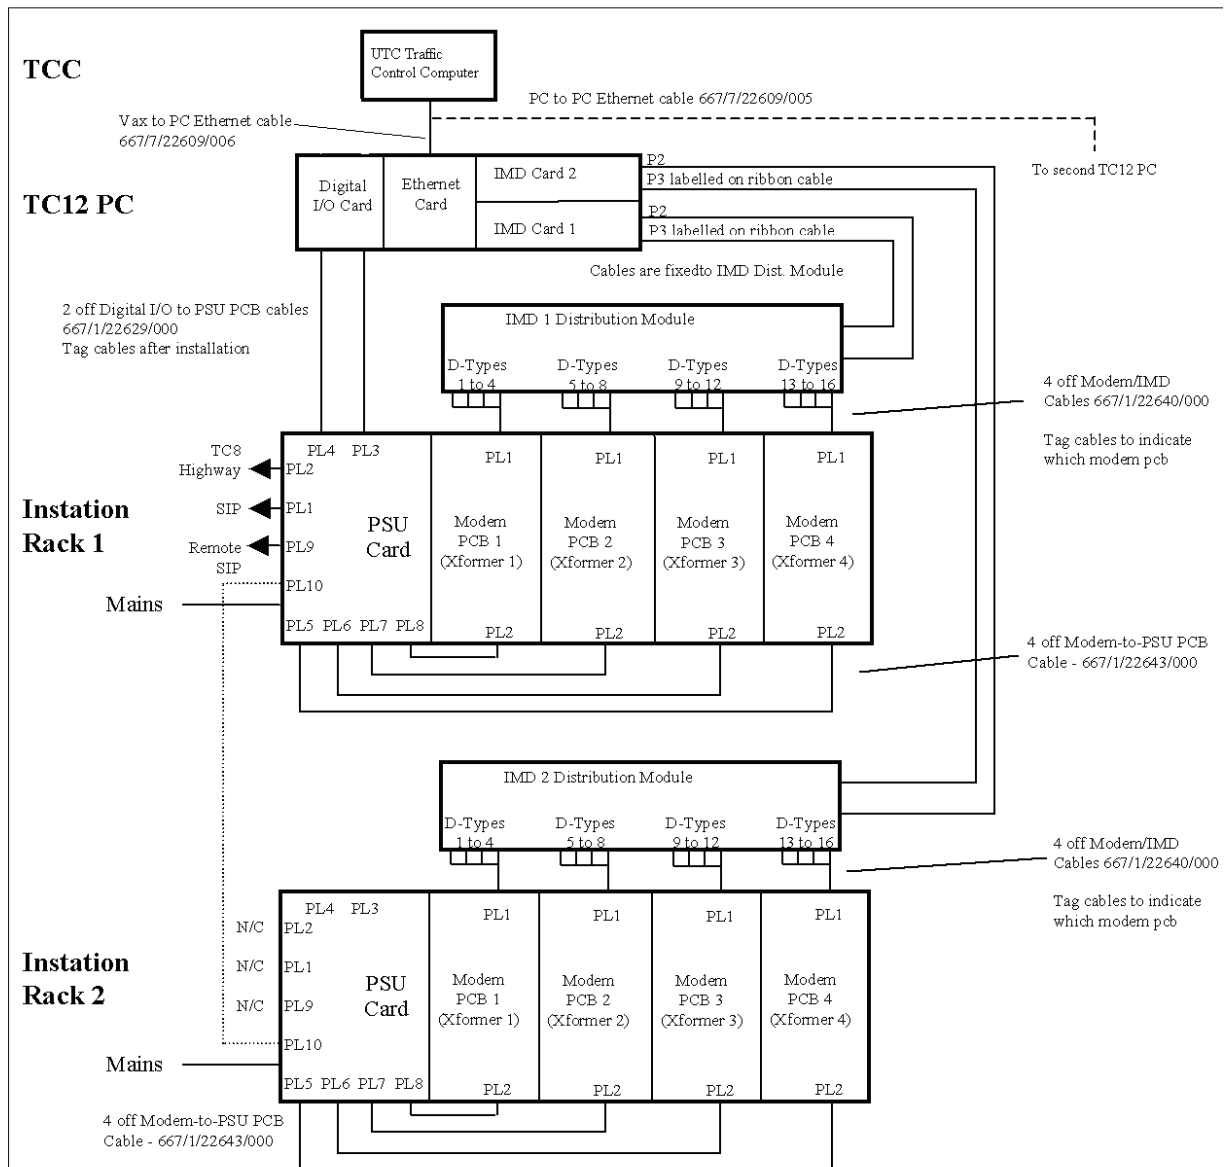 TCC
UTC Traffic
Control Computer
PC to PC Ethernet cable 667/7/22609/005
Vax to PC Ethernet cable
667/7/22609/006
To second TC12 PC
TC12 PC
Digital
I/O Card
Ethernet
Card
IMD Card 2
IMD Card 1
P2
P3 labelled on ribbon cable
P2
P3 labelled on ribbon cable
Cables are fixedto IMD Dist. Module
2 off Digital I/O to PSU PCB cables
667/1/22629/000
Tag cables after installation
IMD 1 Distribution Module
D-Types
1 to 4
D-Types
5 to 8
D-Types
9 to 12
D-Types
13 to 16
4 off Modem/IMD
Cables 667/1/22640/000
Tag cables to indicate
which modem pcb
Instation
Rack 1
TC8
Highway
SIP
Remote
SIP
Mains
PL4
PL3
PL2
PL1
PL9
PL10
PSU
Card
PL5
PL6
PL7
PL8
PL1
Modem
PCB 1
(Xformer 1)
PL2
PL1
Modem
PCB 2
(Xformer 2)
PL2
PL1
Modem
PCB 3
(Xformer 3)
PL2
PL1
Modem
PCB 4
(Xformer 4)
PL2
4 off Modem-to-PSU PCB
Cable - 667/1/22643/000
IMD 2 Distribution Module
D-Types
1 to 4
D-Types
5 to 8
D-Types
9 to 12
D-Types
13 to 16
4 off Modem/IMD
Cables 667/1/22640/000
Tag cables to indicate
which modem pcb
Instation
Rack 2
N/C
N/C
N/C
Mains
PL4
PL3
PL2
PL1
PL9
PL10
PSU
Card
PL5
PL6
PL7
PL8
PL1
Modem
PCB 1
(Xformer 1)
PL2
PL1
Modem
PCB 2
(Xformer 2)
PL2
PL1
Modem
PCB 3
(Xformer 3)
PL2
PL1
Modem
PCB 4
(Xformer 4)
PL2
4 off Modem-to-PSU PCB
Cable - 667/1/22643/000